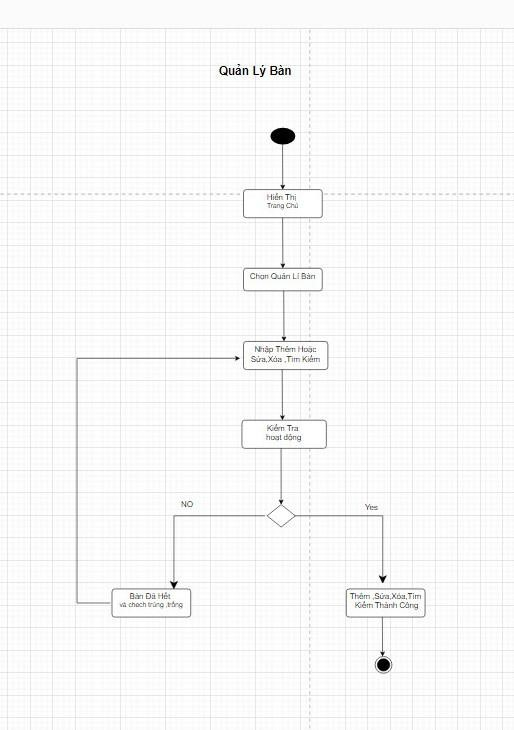 Quản Lý Bàn
Hiển Thị
Trang Chủ
Chọn Quản Lí Bàn
Nhập Thêm Hoặc
Sửa,Xóa ,Tìm Kiếm
Kiểm Tra
hoạt động
NO
Yes
Bàn Đã Hết
và chech trùng ,trống
Thêm ,Sửa,Xóa,Tìm
Kiếm Thành Công